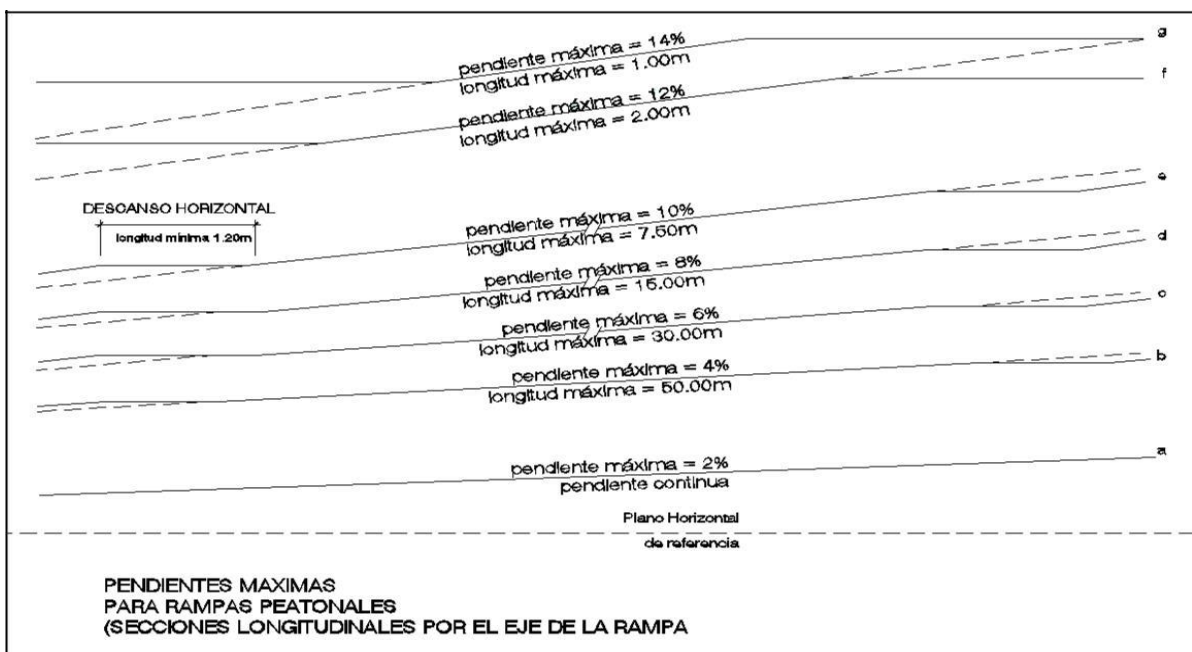 g
pendiente máxima = 14%
longitud máxima = 1.00m
f
pendiente máxima = 12%
longitud máxima = 2.00m
e
DESCANSO HORIZONTAL
longitud mínima 1.20m
pendiente máxima = 10%
longitud máxima = 7.50m
d
pendiente máxima = 8%
longitud máxima = 15.00m
c
pendiente máxima = 6%
longitud máxima = 30.00m
b
pendiente máxima = 4%
longitud máxima = 50.00m
a
pendiente máxima = 2%
pendiente continua
Plano Horizontal
de referencia
PENDIENTES MAXIMAS
PARA RAMPAS PEATONALES
(SECCIONES LONGITUDINALES POR EL EJE DE LA RAMPA